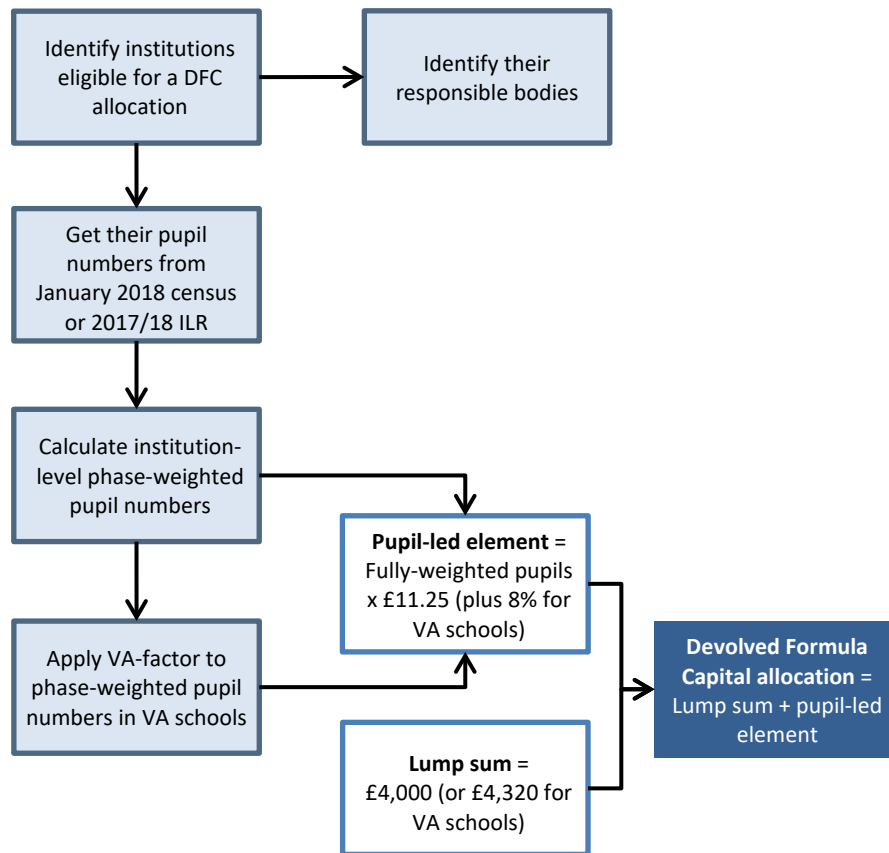 Identify institutions
eligible for a DFC
allocation
Identify their
responsible bodies
Get their pupil
numbers from
January 2018 census
or 2017/18 ILR
Calculate institution-
level phase-weighted
pupil numbers
Pupil-led element =
Fully-weighted pupils
x £11.25 (plus 8% for
VA schools)
Apply VA-factor to
phase-weighted pupil
numbers in VA schools
Devolved Formula
Capital allocation =
Lump sum + pupil-led
element
Lump sum =
£4,000 (or £4,320 for
VA schools)